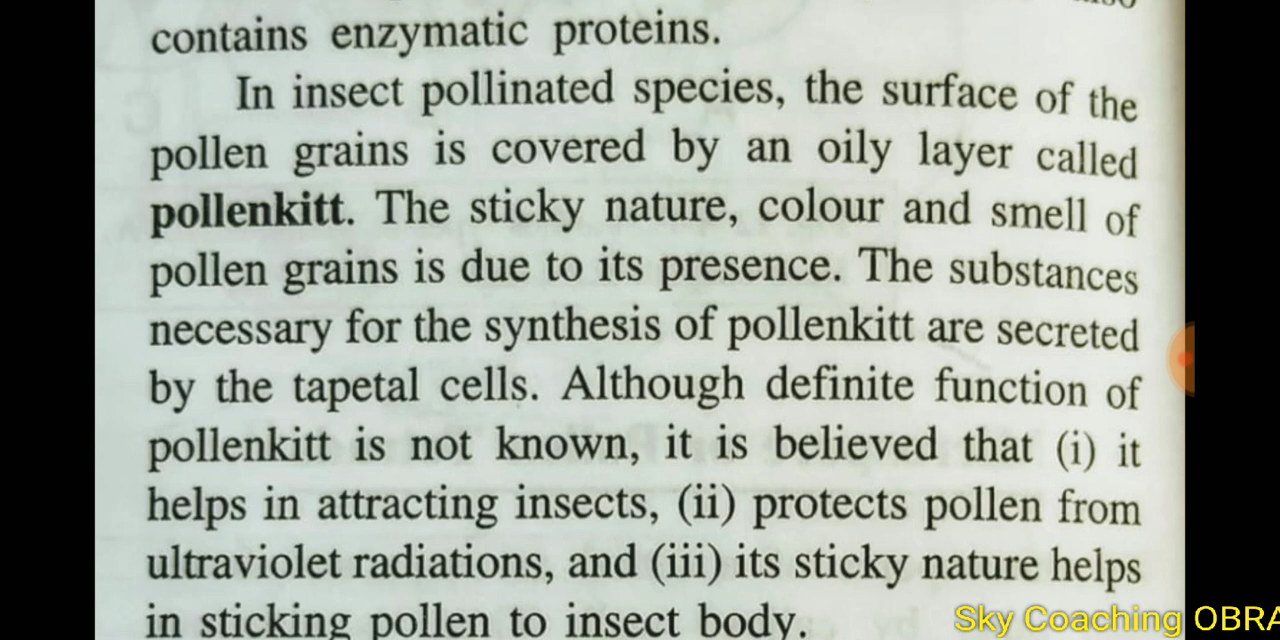 contains enzymatic proteins.
In insect pollinated species, the surface of the
pollen grains is covered by an oily layer called
pollenkitt. The sticky nature, colour and smell of
pollen grains is due to its presence. The substances
necessary for the synthesis of pollenkitt are secreted
by the tapetal cells. Although definite function of
pollenkitt is not known, it is believed that (i) it
helps in attracting insects, (ii) protects pollen from
ultraviolet radiations, and (iii) its sticky nature helps
in sticking pollen to insect body.
Sky Coaching OBRA